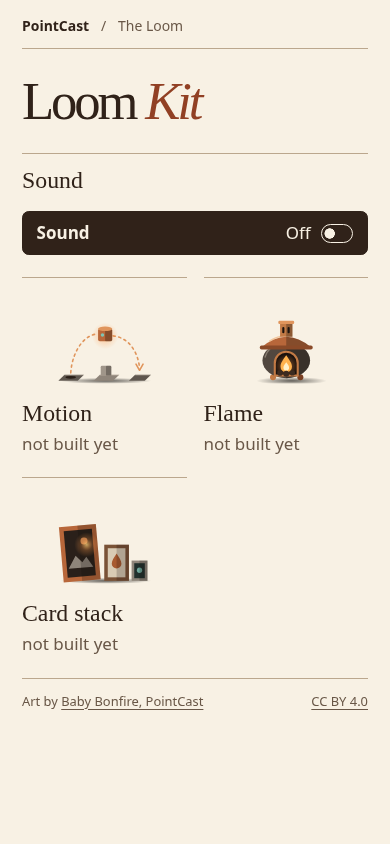 PointCast / The Loom
Loom Kit
Sound
Sound Off
Motion
not built yet
Flame
not built yet
Card stack
not built yet
Art by Baby Bonfire, PointCast
CC BY 4.0